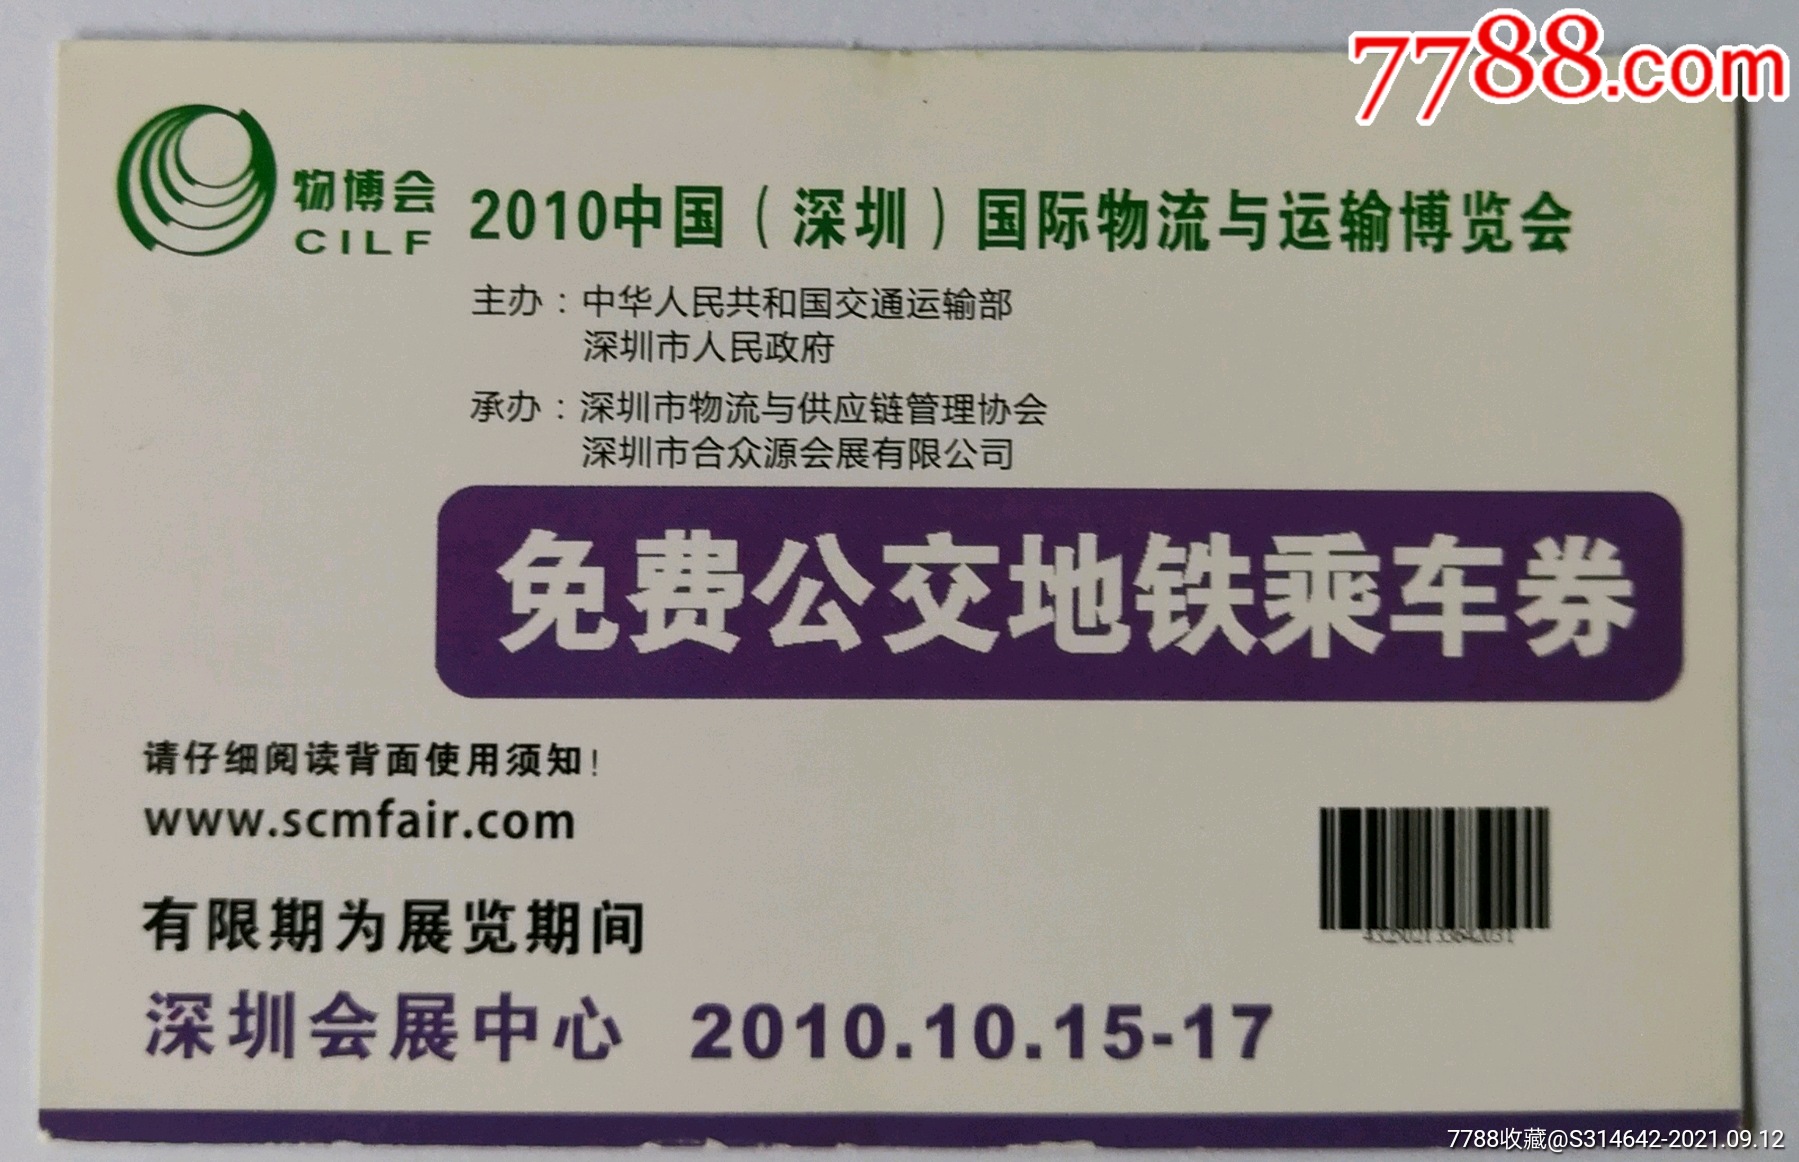 7788.com
物博会
CILF
2010中国（深圳）国际物流与运输博览会
主办：中华人民共和国交通运输部
深圳市人民政府
承办：深圳市物流与供应链管理协会
深圳市合众源会展有限公司
免费公交地铁乘车券
请仔细阅读背面使用须知！
www.scmfair.com
有限期为展览期间
深圳会展中心 2010.10.15-17
7788收藏@S314642-2021.09.12